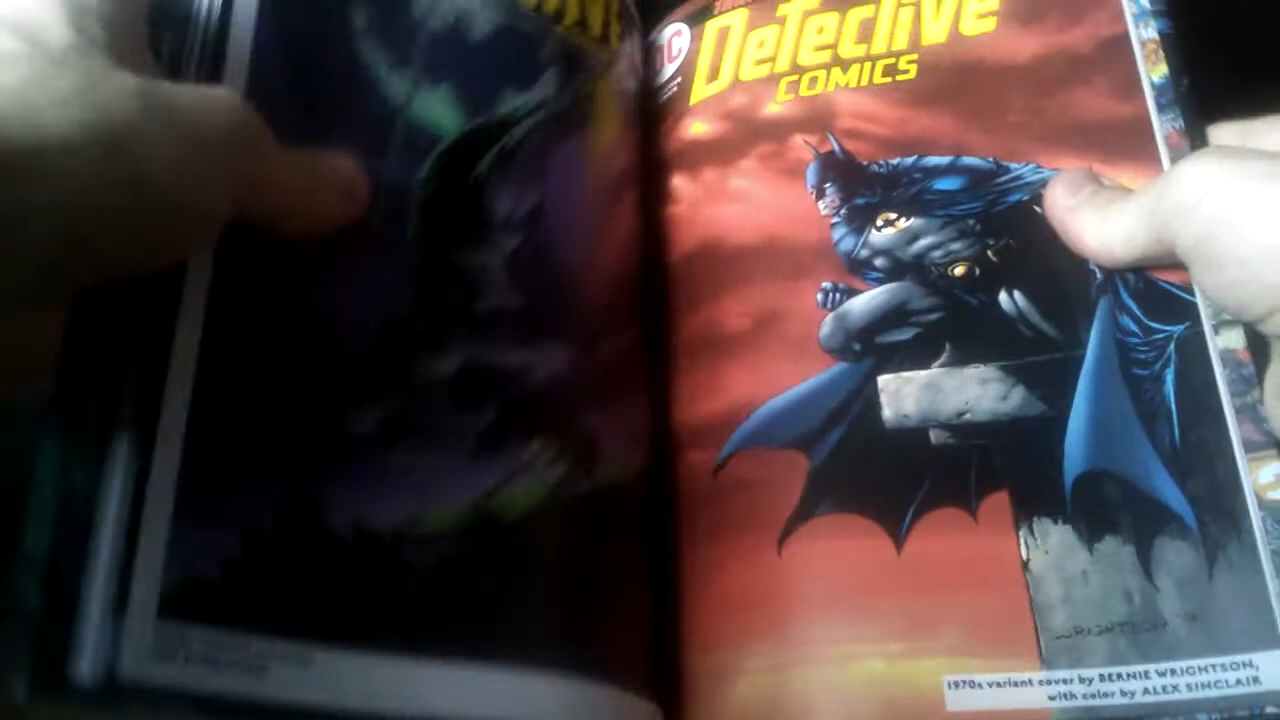 DC
Detective
COMICS
WRIGHTSON
1970s variant cover by BERNIE WRIGHTSON,
with color by ALEX SINCLAIR